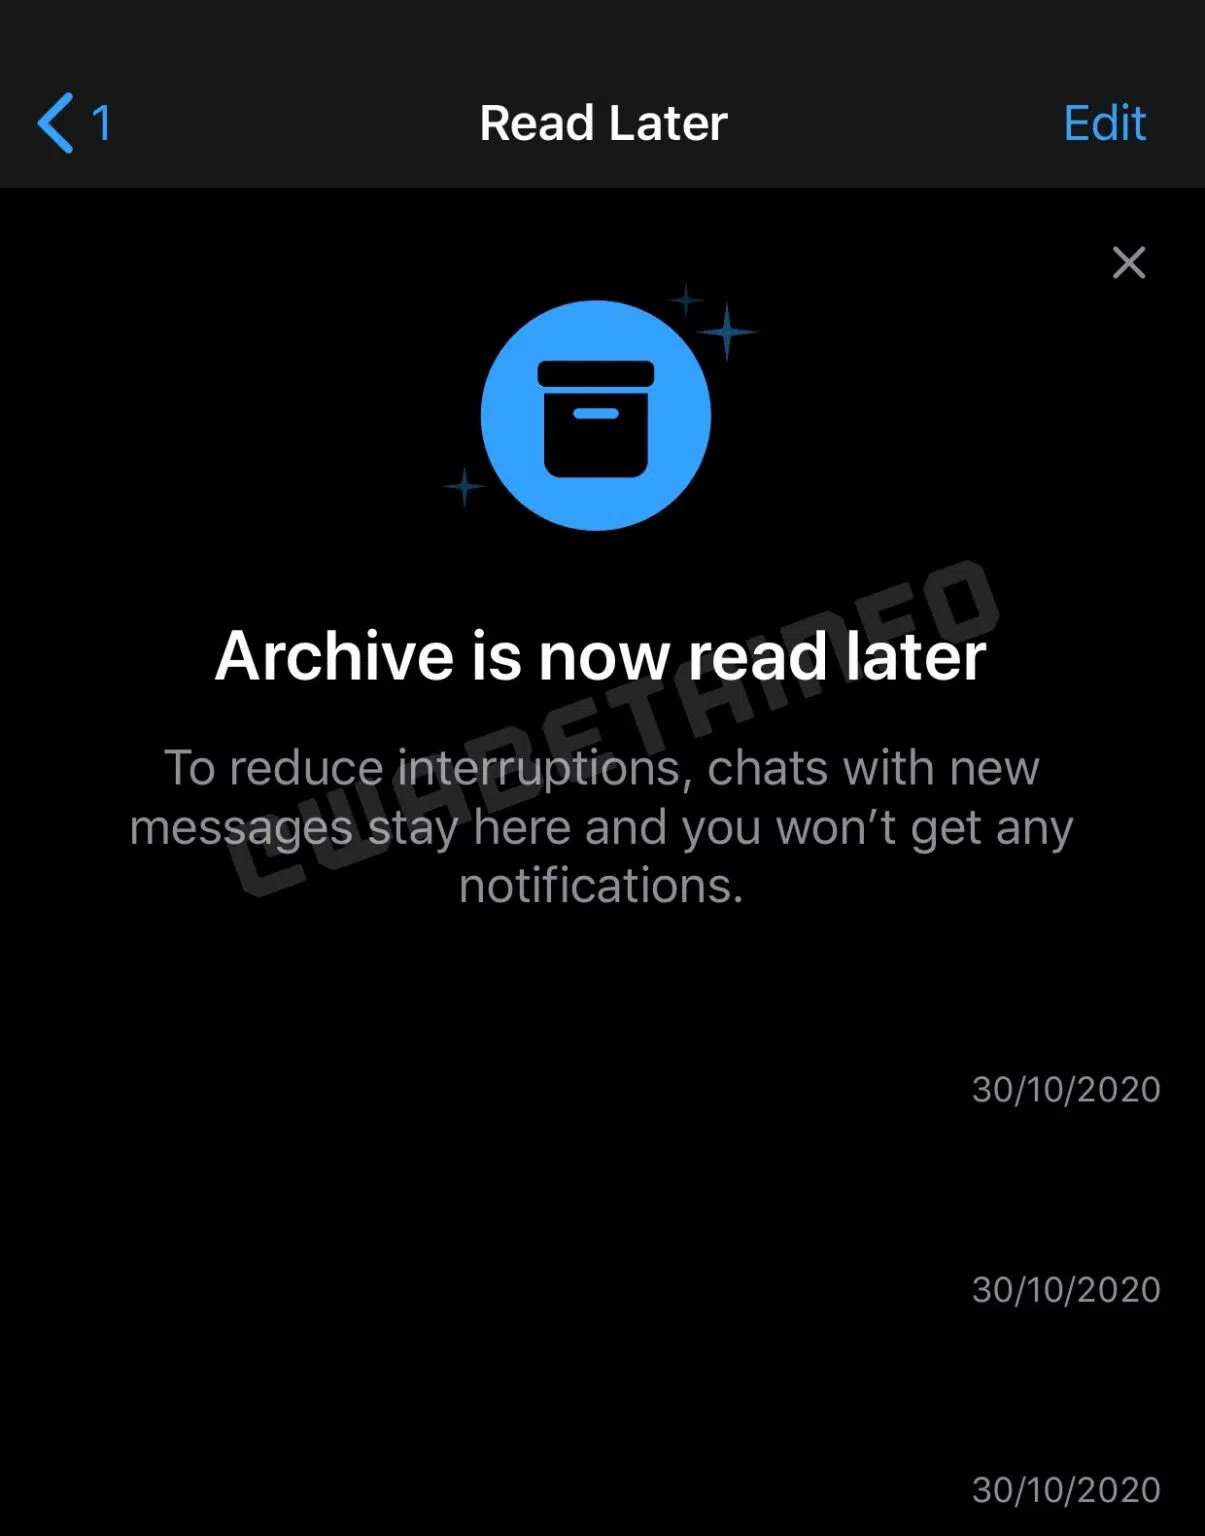 1
Read Later
Edit
Archive is now read later
To reduce interruptions, chats with new
messages stay here and you won’t get any
notifications.
@WABETAINFO
30/10/2020
30/10/2020
30/10/2020